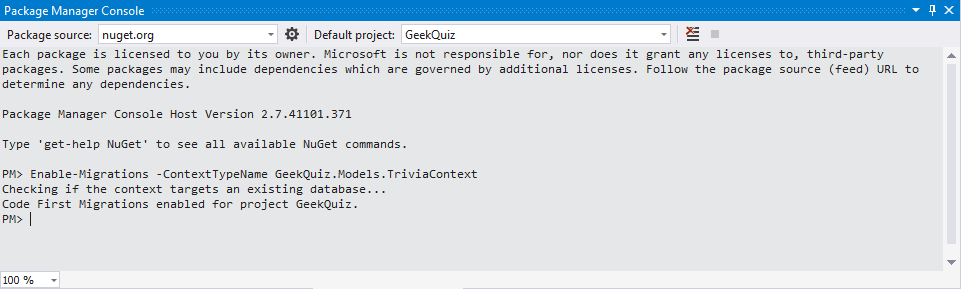 Package Manager Console
Package source: nuget.org Default project: GeekQuiz
Each package is licensed to you by its owner. Microsoft is not responsible for, nor does it grant any licenses to, third-party
packages. Some packages may include dependencies which are governed by additional licenses. Follow the package source (feed) URL to
determine any dependencies.
Package Manager Console Host Version 2.7.41101.371
Type 'get-help NuGet' to see all available NuGet commands.
PM> Enable-Migrations -ContextTypeName GeekQuiz.Models.TriviaContext
Checking if the context targets an existing database...
Code First Migrations enabled for project GeekQuiz.
PM>
100 %